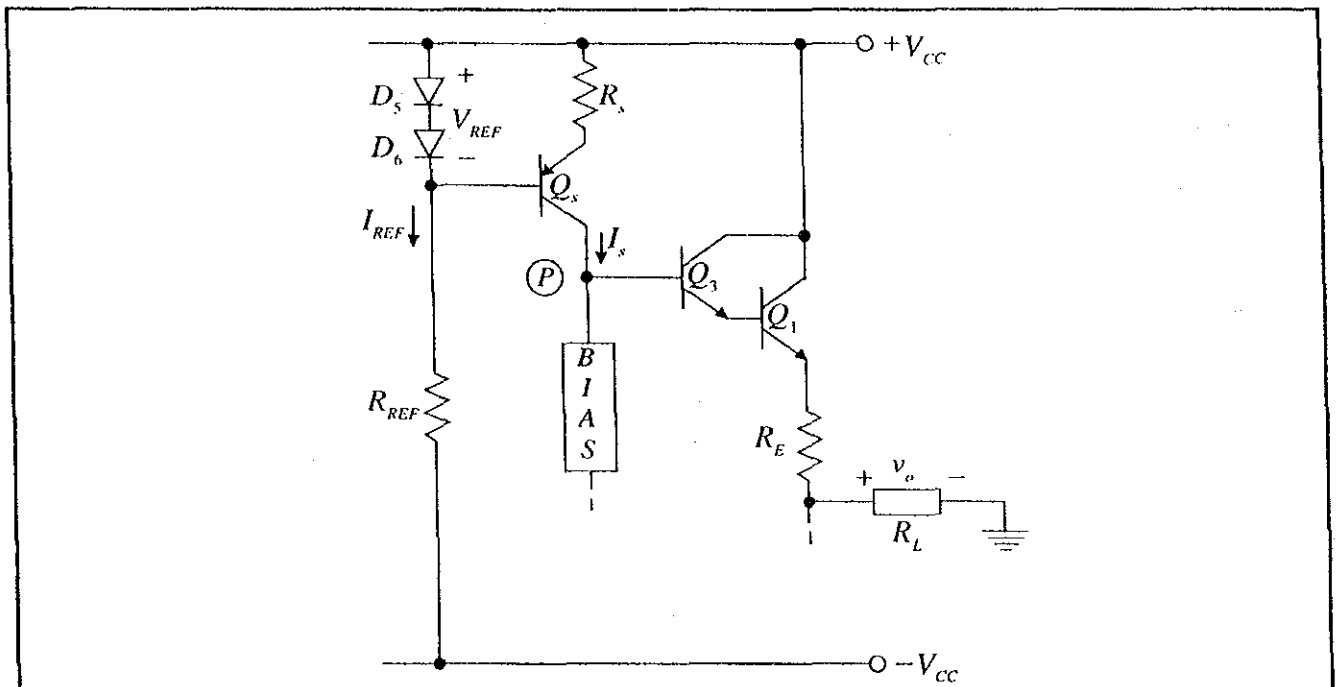 +V_CC
D_5
+
V_REF
D_6
−
R_s
Q_s
I_REF
I_s
P
Q_3
Q_1
B
I
A
S
R_REF
R_E
+ v_o −
R_L
−V_CC